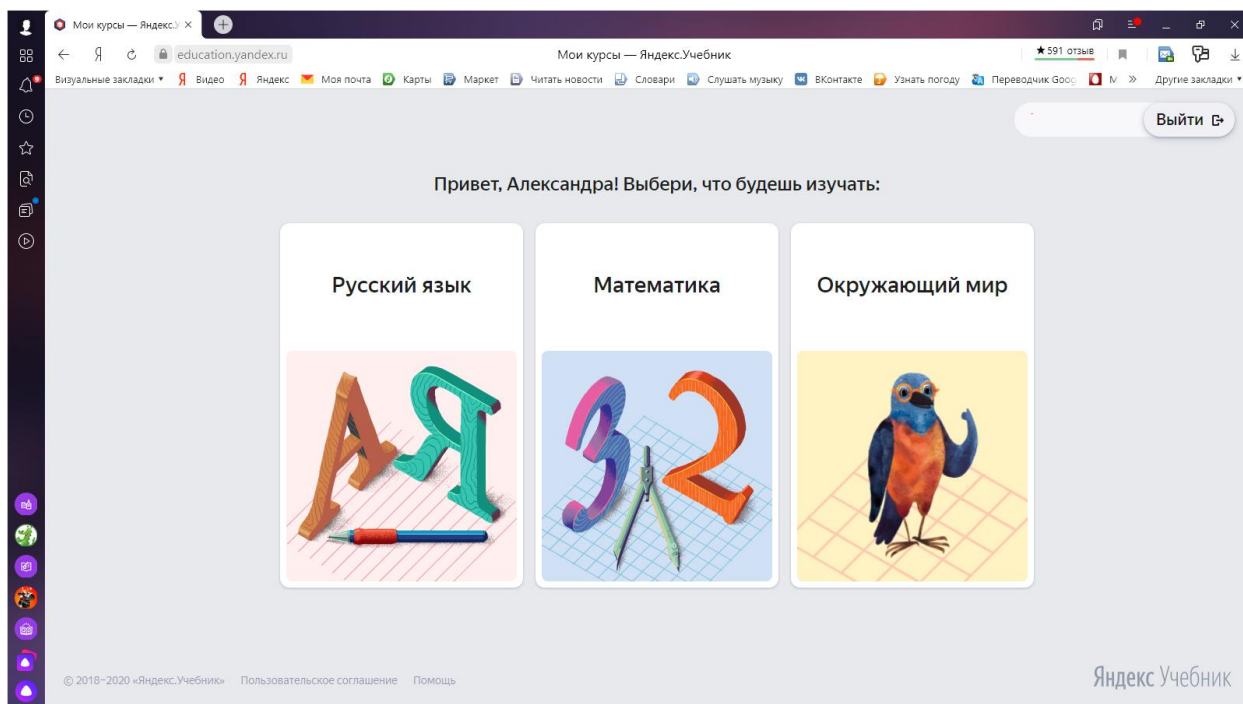 Мои курсы — Яндекс.У
education.yandex.ru
Мои курсы — Яндекс.Учебник
★591 отзыв
Визуальные закладки ▾ Видео Яндекс Моя почта Карты Маркет Читать новости Словари Слушать музыку ВКонтакте Узнать погоду Переводчик Goog М » Другие закладки ▾
Выйти
Привет, Александра! Выбери, что будешь изучать:
Русский язык
Математика
Окружающий мир
А Я
3 2
© 2018–2020 «Яндекс.Учебник» Пользовательское соглашение Помощь
Яндекс Учебник